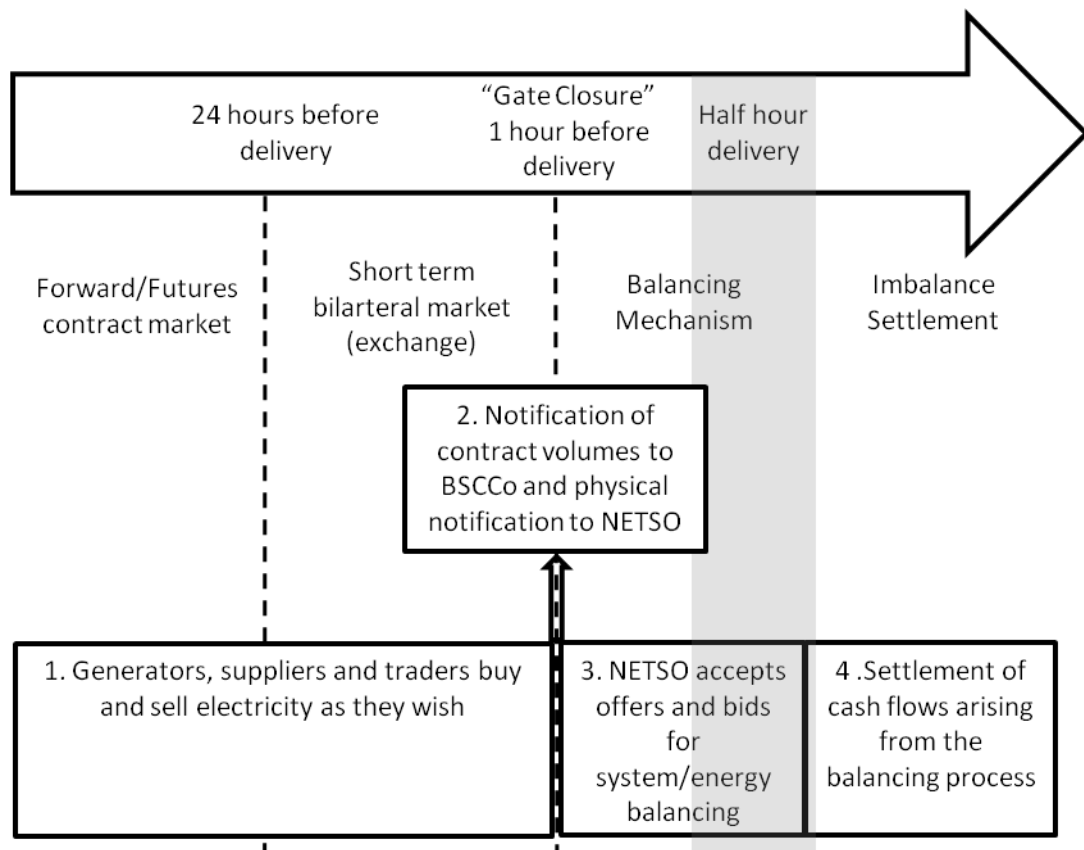 24 hours before
delivery
“Gate Closure”
1 hour before
delivery
Half hour
delivery
Forward/Futures
contract market
Short term
bilarteral market
(exchange)
Balancing
Mechanism
Imbalance
Settlement
2. Notification of
contract volumes to
BSCCo and physical
notification to NETSO
1. Generators, suppliers and traders buy
and sell electricity as they wish
3. NETSO accepts
offers and bids
for
system/energy
balancing
4 .Settlement of
cash flows arising
from the
balancing process